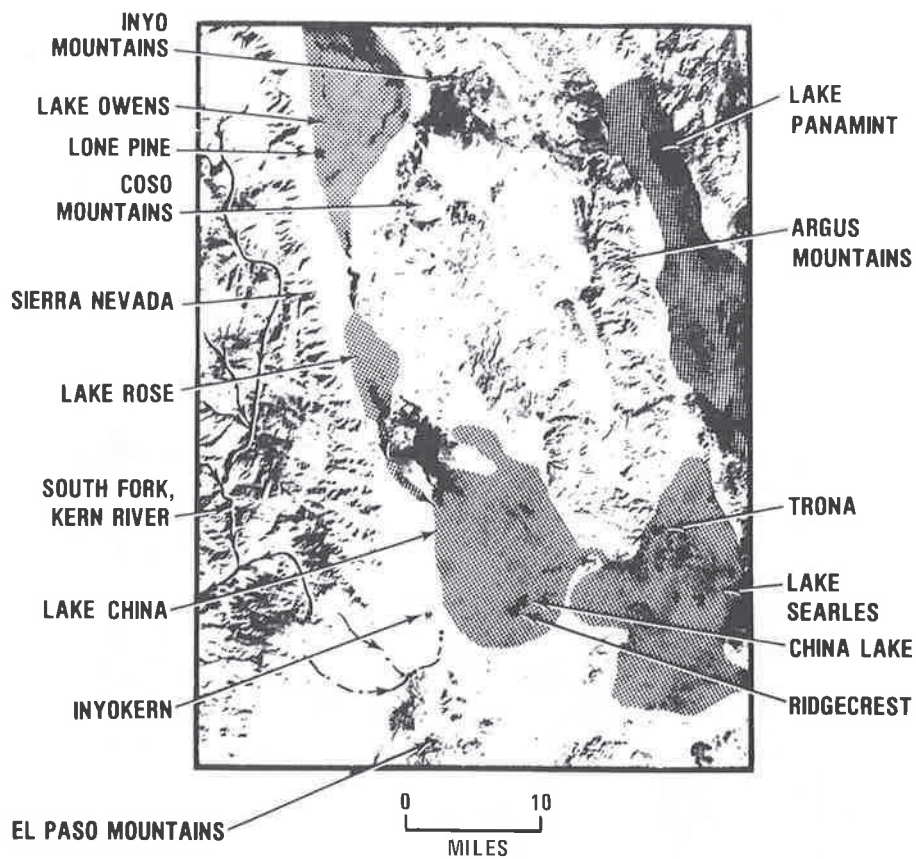 INYO
MOUNTAINS
LAKE OWENS
LONE PINE
COSO
MOUNTAINS
SIERRA NEVADA
LAKE ROSE
SOUTH FORK,
KERN RIVER
LAKE CHINA
INYOKERN
EL PASO MOUNTAINS
LAKE
PANAMINT
ARGUS
MOUNTAINS
TRONA
LAKE
SEARLES
CHINA LAKE
RIDGECREST
0 10
MILES